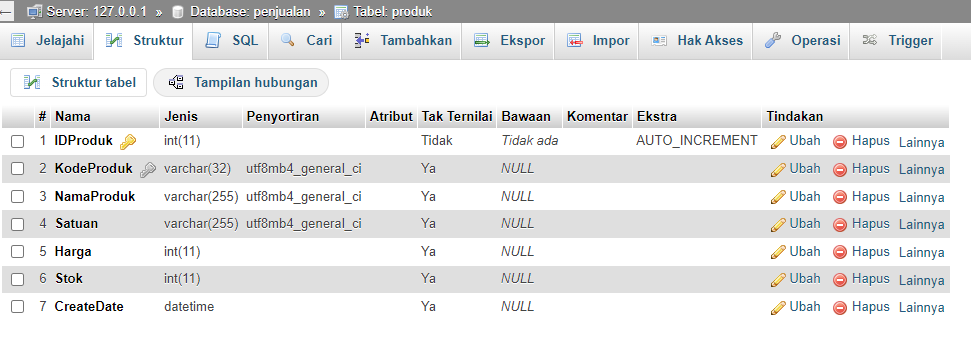 ← Server: 127.0.0.1 » Database: penjualan » Tabel: produk
Jelajahi Struktur SQL Cari Tambahkan Ekspor Impor Hak Akses Operasi Trigger
Struktur tabel Tampilan hubungan
# Nama Jenis Penyortiran Atribut Tak Ternilai Bawaan Komentar Ekstra Tindakan
1 IDProduk int(11) Tidak Tidak ada AUTO_INCREMENT Ubah Hapus Lainnya
2 KodeProduk varchar(32) utf8mb4_general_ci Ya NULL Ubah Hapus Lainnya
3 NamaProduk varchar(255) utf8mb4_general_ci Ya NULL Ubah Hapus Lainnya
4 Satuan varchar(255) utf8mb4_general_ci Ya NULL Ubah Hapus Lainnya
5 Harga int(11) Ya NULL Ubah Hapus Lainnya
6 Stok int(11) Ya NULL Ubah Hapus Lainnya
7 CreateDate datetime Ya NULL Ubah Hapus Lainnya